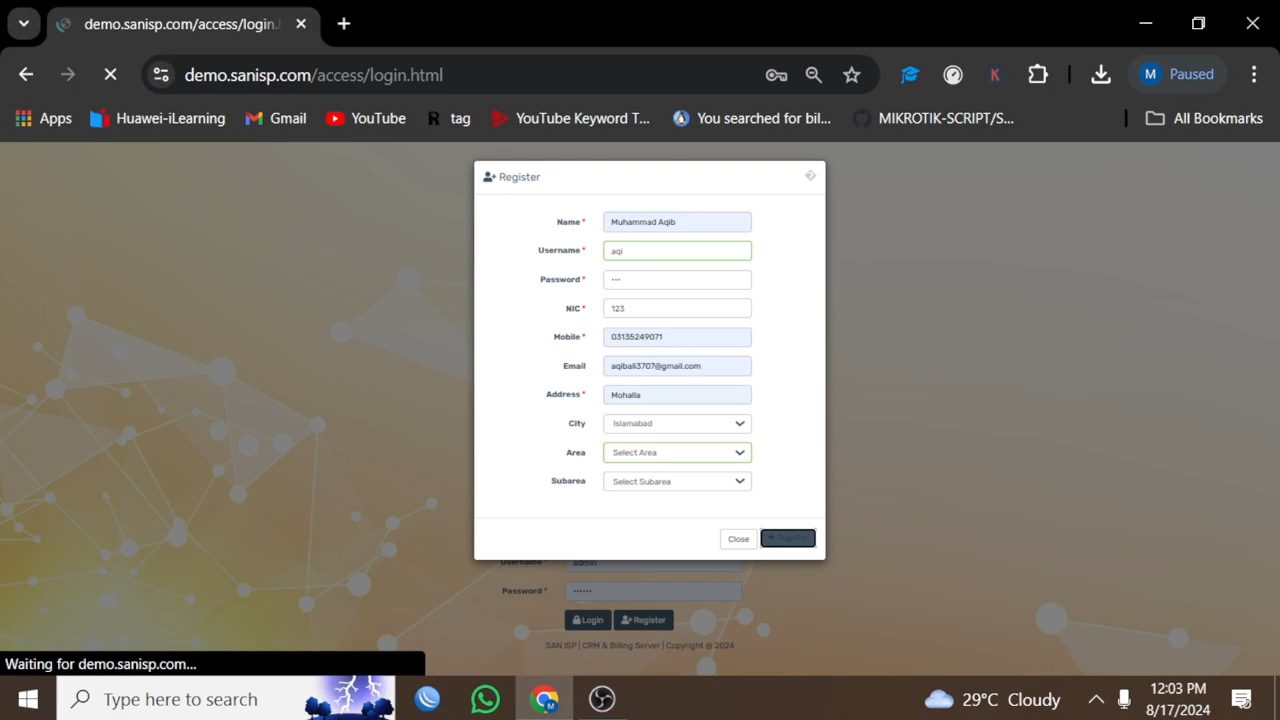 demo.sanisp.com/access/login.
demo.sanisp.com/access/login.html
K
M Paused
Apps
Huawei-iLearning
Gmail
YouTube
R tag
YouTube Keyword T...
You searched for bil...
MIKROTIK-SCRIPT/S...
All Bookmarks
Register
Name *
Muhammad Aqib
Username *
aqi
Password *
···
NIC *
123
Mobile *
03135249071
Email
aqibali3707@gmail.com
Address *
Mohalla
City
Islamabad
Area
Select Area
Subarea
Select Subarea
Close
+ Register
Username *
admin
Password *
······
Login
Register
SAN ISP | CRM & Billing Server | Copyright @ 2024
Waiting for demo.sanisp.com...
Type here to search
M
29°C Cloudy
12:03 PM
8/17/2024